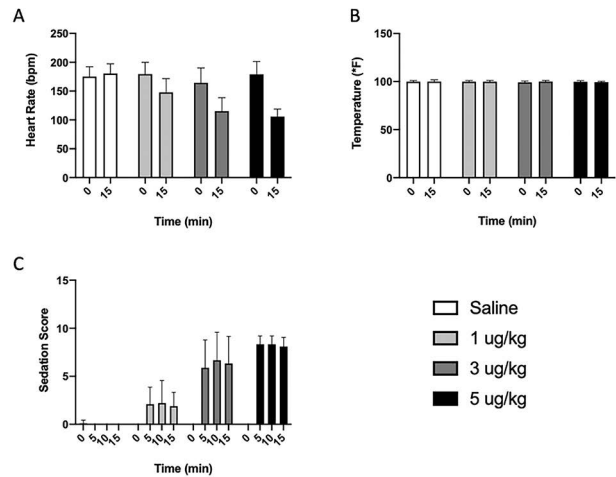 A
Heart Rate (bpm)
250
200
150
100
50
0
0 15 0 15 0 15 0 15
Time (min)
B
Temperature (*F)
150
100
50
0
0 15 0 15 0 15 0 15
Time (min)
C
Sedation Score
15
10
5
0
0 5 10 15 0 5 10 15 0 5 10 15 0 5 10 15
Time (min)
Saline
1 ug/kg
3 ug/kg
5 ug/kg